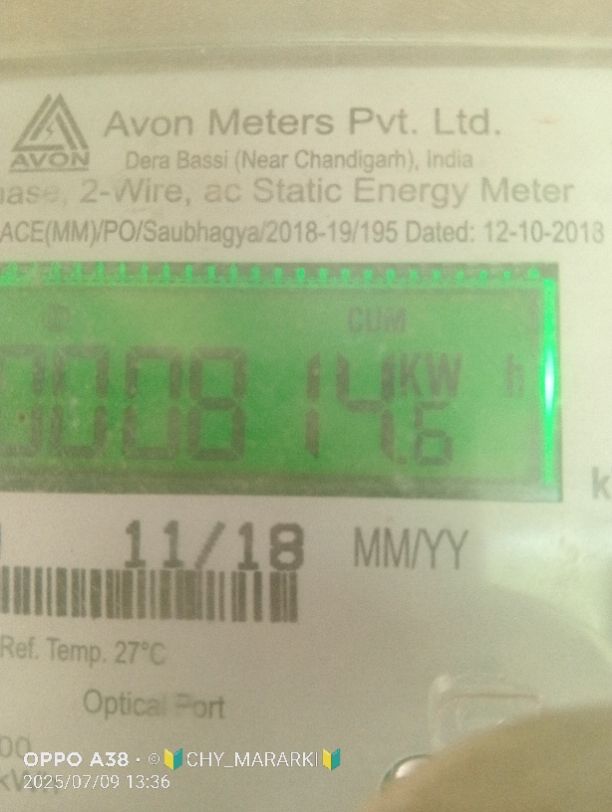 Avon Meters Pvt. Ltd.
AVON
Dera Bassi (Near Chandigarh), India
2-Wire, ac Static Energy Meter
ACE(MM)/PO/Saubhagya/2018-19/195 Dated: 12-10-2018
CUM
000814.6 KW h
11/18 MM/YY
Ref. Temp. 27°C
Optical Port
OPPO A38 · © 🔰CHY_MARARKI🔰
2025/07/09 13:36